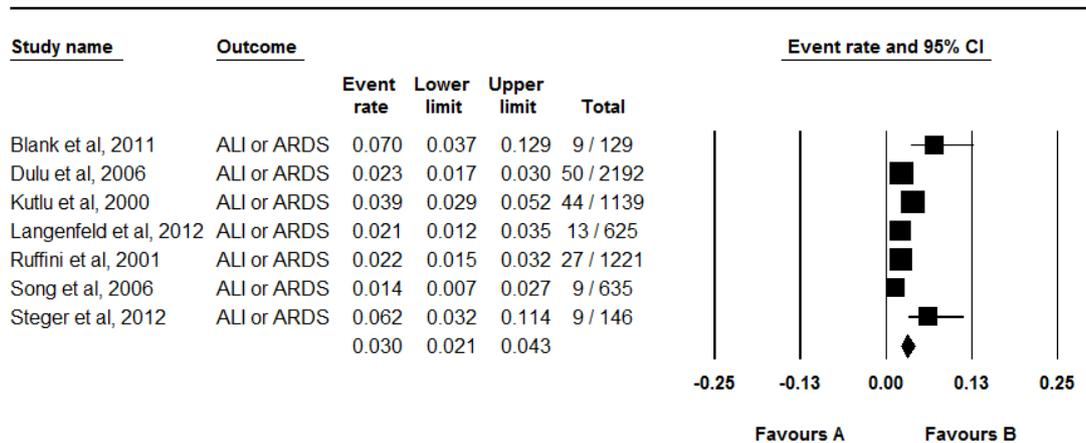 Study name Outcome Event rate and 95% CI
Event Lower Upper
rate limit limit Total
Blank et al, 2011 ALI or ARDS 0.070 0.037 0.129 9 / 129
Dulu et al, 2006 ALI or ARDS 0.023 0.017 0.030 50 / 2192
Kutlu et al, 2000 ALI or ARDS 0.039 0.029 0.052 44 / 1139
Langenfeld et al, 2012 ALI or ARDS 0.021 0.012 0.035 13 / 625
Ruffini et al, 2001 ALI or ARDS 0.022 0.015 0.032 27 / 1221
Song et al, 2006 ALI or ARDS 0.014 0.007 0.027 9 / 635
Steger et al, 2012 ALI or ARDS 0.062 0.032 0.114 9 / 146
0.030 0.021 0.043
-0.25 -0.13 0.00 0.13 0.25
Favours A Favours B